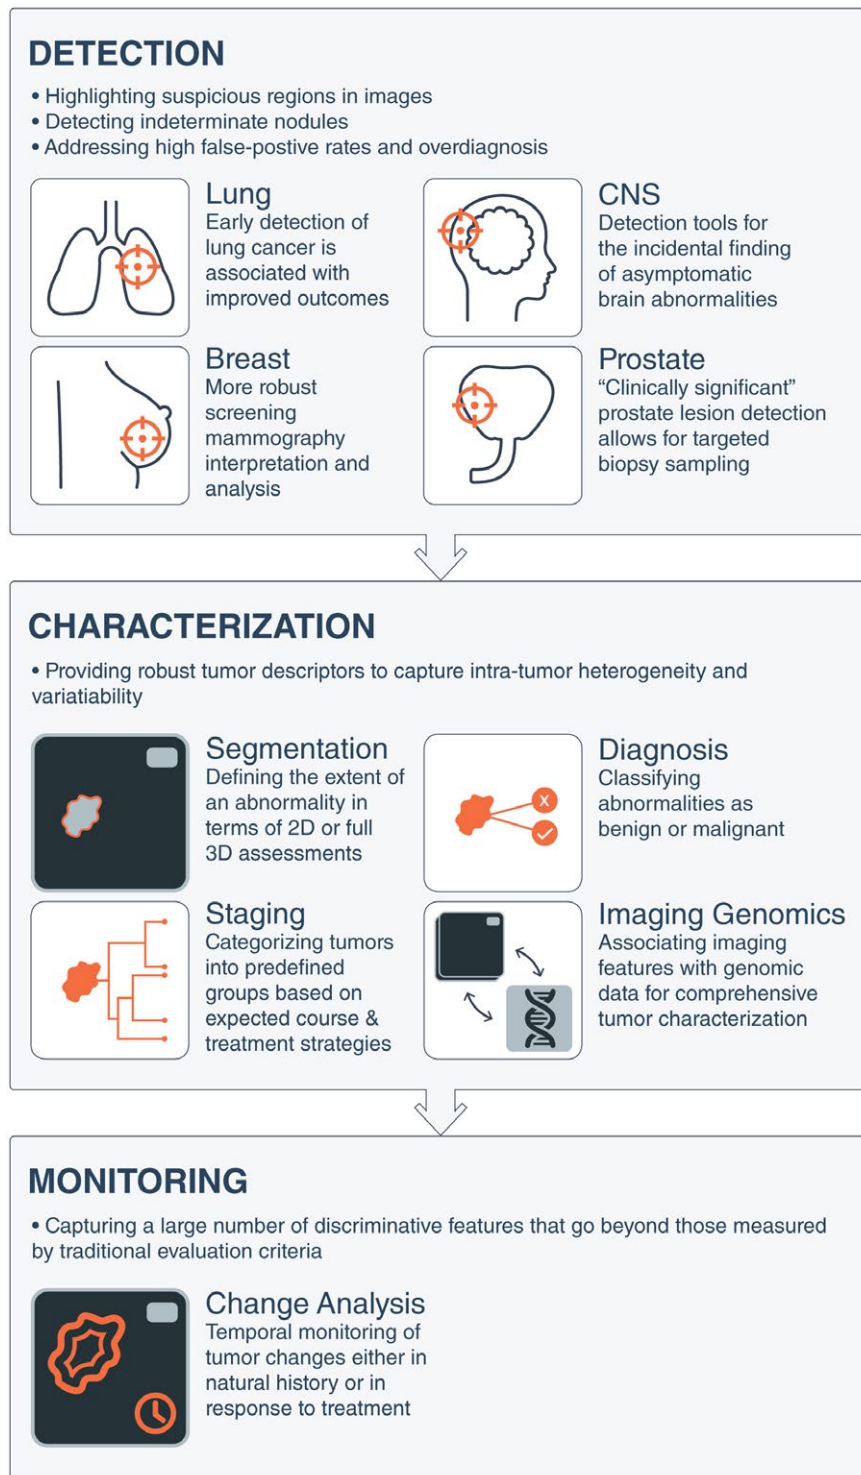 DETECTION
• Highlighting suspicious regions in images
• Detecting indeterminate nodules
• Addressing high false-postive rates and overdiagnosis
Lung
Early detection of
lung cancer is
associated with
improved outcomes
CNS
Detection tools for
the incidental finding
of asymptomatic
brain abnormalities
Breast
More robust
screening
mammography
interpretation and
analysis
Prostate
“Clinically significant”
prostate lesion detection
allows for targeted
biopsy sampling
CHARACTERIZATION
• Providing robust tumor descriptors to capture intra-tumor heterogeneity and
variatiability
Segmentation
Defining the extent of
an abnormality in
terms of 2D or full
3D assessments
Diagnosis
Classifying
abnormalities as
benign or malignant
Staging
Categorizing tumors
into predefined
groups based on
expected course &
treatment strategies
Imaging Genomics
Associating imaging
features with genomic
data for comprehensive
tumor characterization
MONITORING
• Capturing a large number of discriminative features that go beyond those measured
by traditional evaluation criteria
Change Analysis
Temporal monitoring of
tumor changes either in
natural history or in
response to treatment